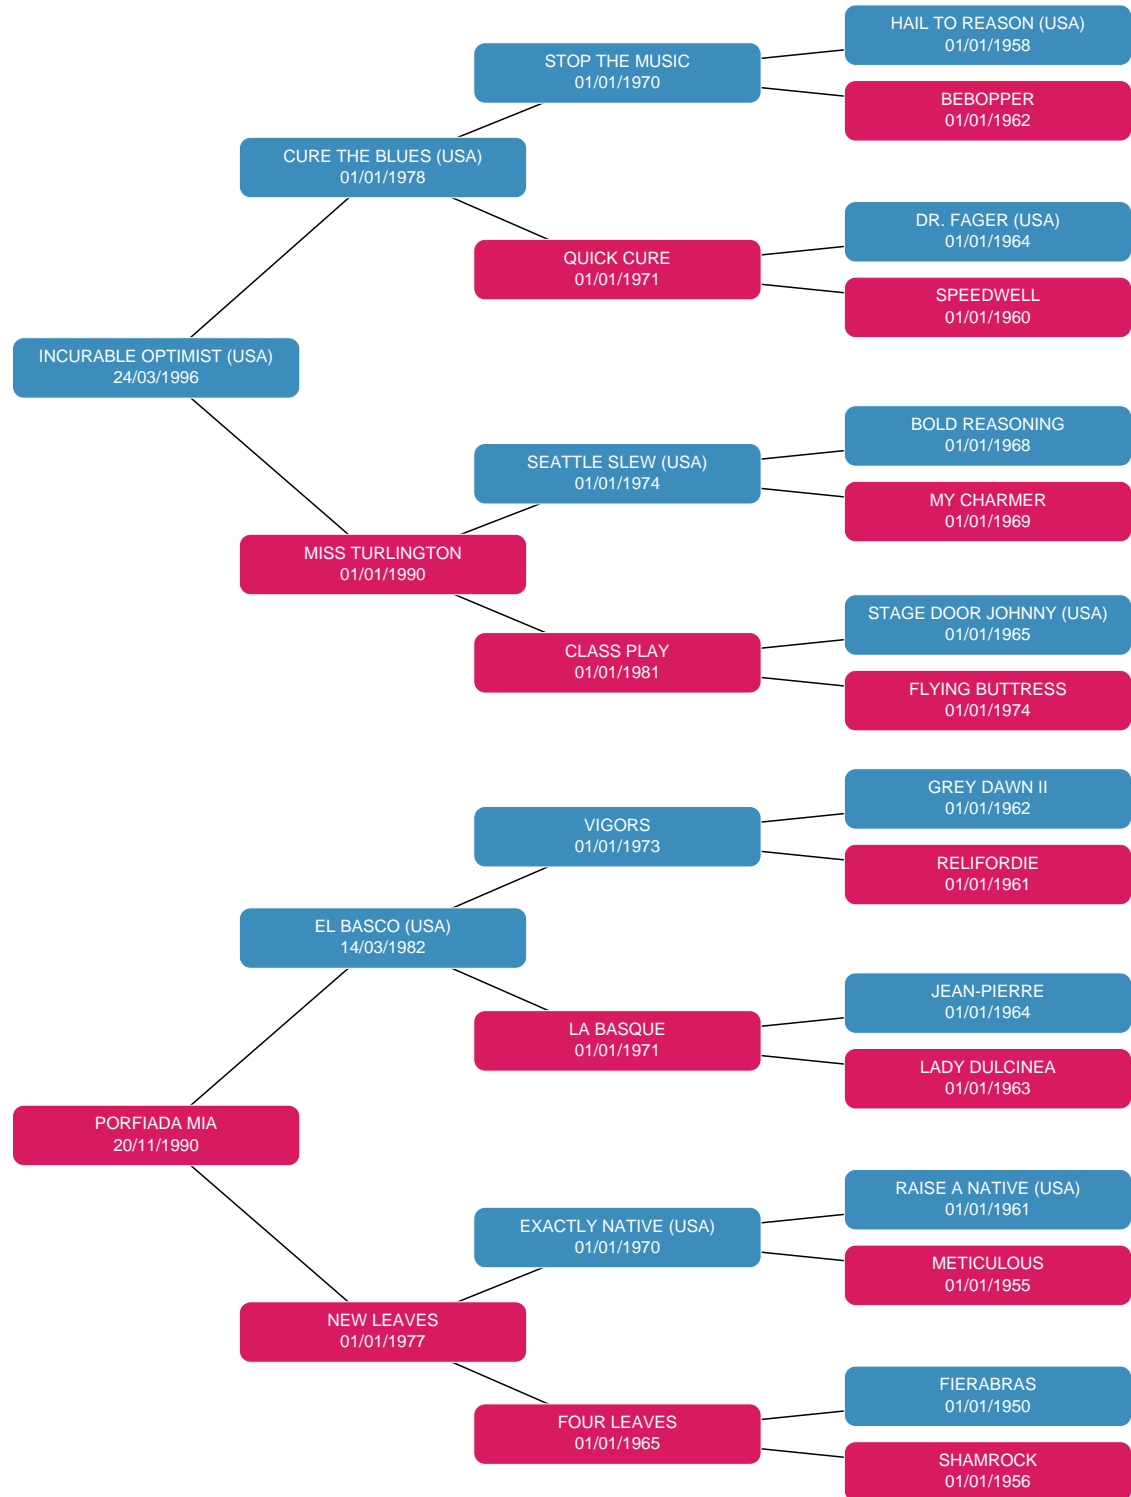 HAIL TO REASON (USA)
01/01/1958
STOP THE MUSIC
01/01/1970
BEBOPPER
01/01/1962
CURE THE BLUES (USA)
01/01/1978
DR. FAGER (USA)
01/01/1964
QUICK CURE
01/01/1971
SPEEDWELL
01/01/1960
INCURABLE OPTIMIST (USA)
24/03/1996
BOLD REASONING
01/01/1968
SEATTLE SLEW (USA)
01/01/1974
MY CHARMER
01/01/1969
MISS TURLINGTON
01/01/1990
STAGE DOOR JOHNNY (USA)
01/01/1965
CLASS PLAY
01/01/1981
FLYING BUTTRESS
01/01/1974
GREY DAWN II
01/01/1962
VIGORS
01/01/1973
RELIFORDIE
01/01/1961
EL BASCO (USA)
14/03/1982
JEAN-PIERRE
01/01/1964
LA BASQUE
01/01/1971
LADY DULCINEA
01/01/1963
PORFIADA MIA
20/11/1990
RAISE A NATIVE (USA)
01/01/1961
EXACTLY NATIVE (USA)
01/01/1970
METICULOUS
01/01/1955
NEW LEAVES
01/01/1977
FIERABRAS
01/01/1950
FOUR LEAVES
01/01/1965
SHAMROCK
01/01/1956